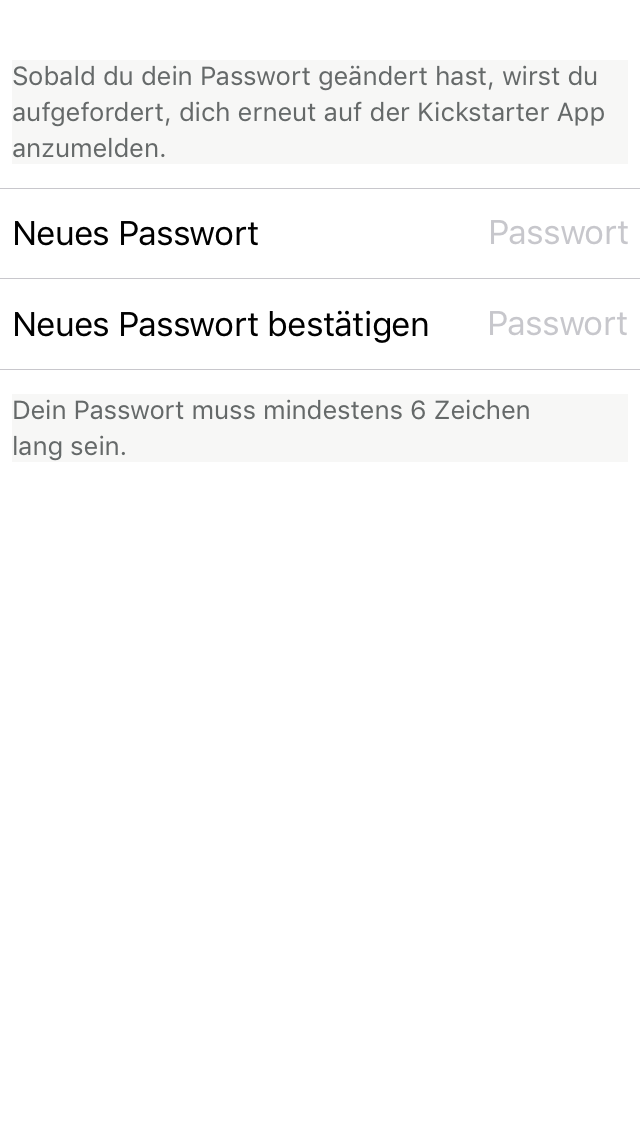 Sobald du dein Passwort geändert hast, wirst du
aufgefordert, dich erneut auf der Kickstarter App
anzumelden.
Neues Passwort Passwort
Neues Passwort bestätigen Passwort
Dein Passwort muss mindestens 6 Zeichen
lang sein.